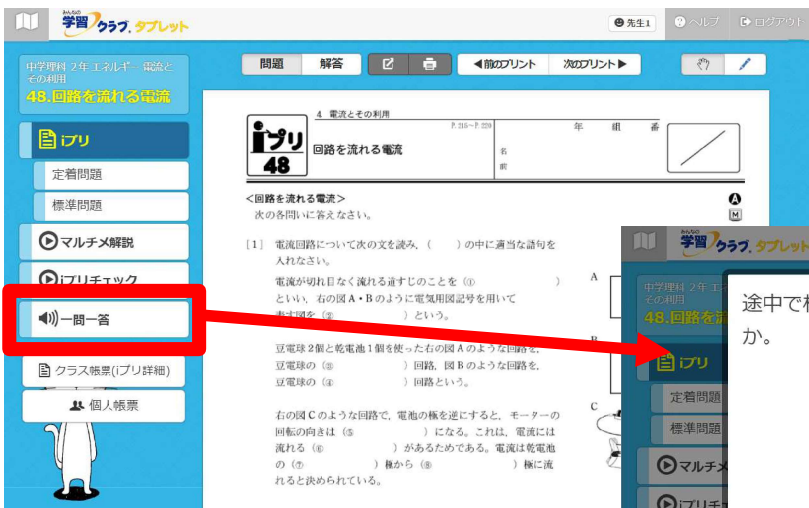 みんなの
学習クラブ タブレット
先生1
ヘルプ
ログアウト
中学理科 2年 エネルギー 電流と
その利用
48.回路を流れる電流
iプリ
定着問題
標準問題
マルチメ解説
iプリチェック
一問一答
クラス帳票(iプリ詳細)
個人帳票
問題
解答
◀前のプリント
次のプリント▶
iプリ
48
4 電流とその利用
P. 216~P. 220
回路を流れる電流
年 組 番
名
前
<回路を流れる電流>
A
次の各問いに答えなさい。
M
[1] 電流回路について次の文を読み, ( )の中に適当な語句を
入れなさい。
電流が切れ目なく流れる道すじのことを (① )
といい, 右の図A・Bのように電気用図記号を用いて
表す図を (② ) という。
豆電球2個と乾電池1個を使った右の図Aのような回路を,
豆電球の (③ ) 回路, 図Bのような回路を,
豆電球の (④ ) 回路という。
右の図Cのような回路で, 電池の極を逆にすると, モーターの
回転の向きは (⑤ ) になる。これは, 電流には
流れる (⑥ ) があるためである。電流は乾電池
の (⑦ ) 極から (⑧ ) 極に流
れると決められている。
A
B
C
みんなの
学習クラブ タブレット
中学理科 2年 エネ
その利用
48.回路を流
iプリ
定着問題
標準問題
マルチメ
iプリチェ
途中で
か。